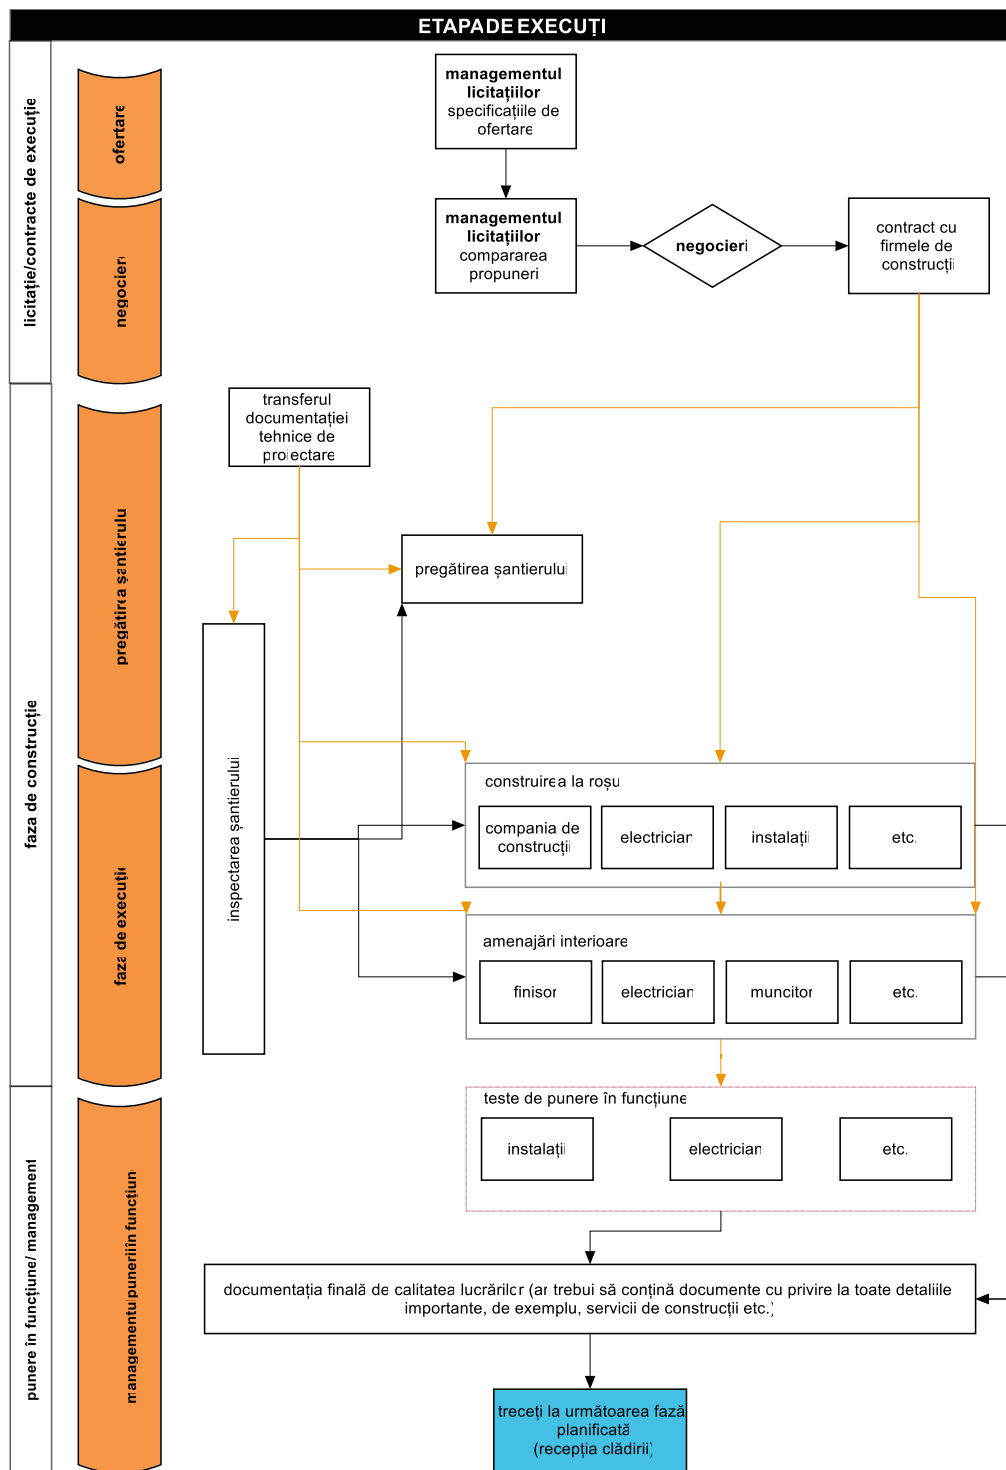 ETAPADE EXECUȚI
licitație/contracte de execuție
ofertare
negocieri
managementul
licitațiilor
specificațiile de
ofertare
managementul
licitațiilor
compararea
propuneri
negocieri
contract cu
firmele de
construcții
faza de construcție
pregătirea șantierului
faza de execuție
transferul
documentației
tehnice de
proiectare
pregătirea șantierului
inspectarea șantierului
construirea la roșu
compania de
construcții
electrician
instalații
etc.
amenajări interioare
finisor
electrician
muncitor
etc.
punere în funcțiune/ management
managementul punerii în funcțiun
teste de punere în funcțiune
instalații
electrician
etc.
documentația finală de calitatea lucrărilor (ar trebui să conțină documente cu privire la toate detaliile
importante, de exemplu, servicii de construcții etc.)
treceți la următoarea fază
planificată
(recepția clădirii)